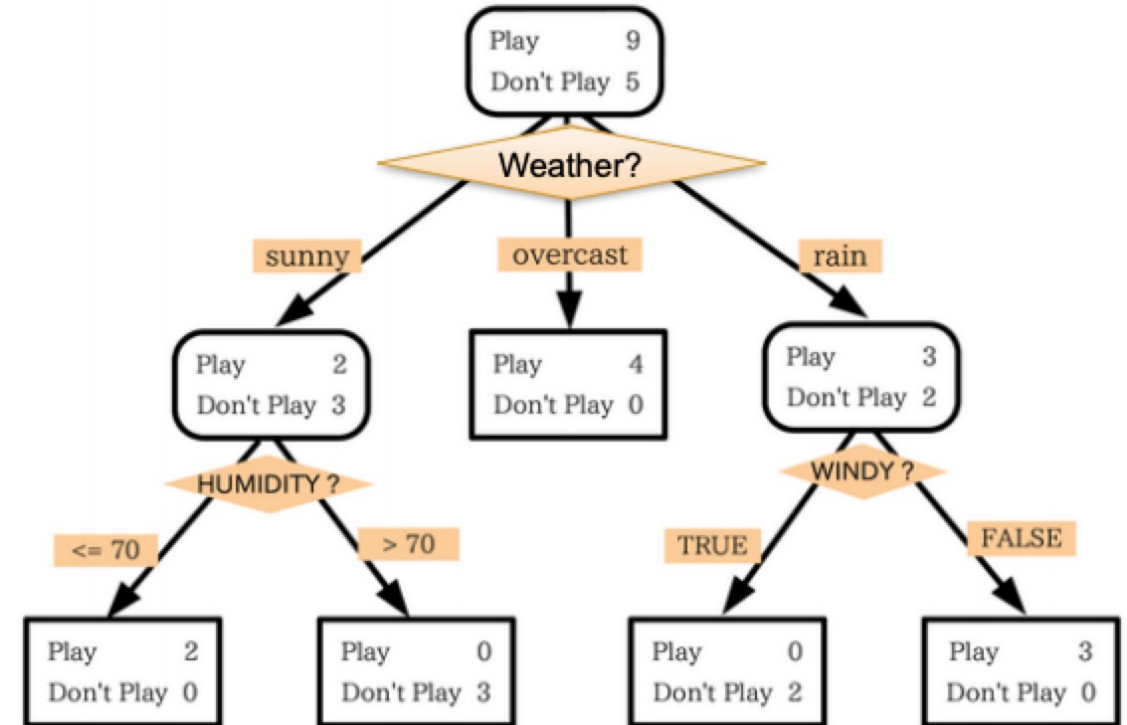 Play 9
Don't Play 5
Weather?
sunny
overcast
rain
Play 2
Don't Play 3
Play 4
Don't Play 0
Play 3
Don't Play 2
HUMIDITY ?
WINDY ?
<= 70
> 70
TRUE
FALSE
Play 2
Don't Play 0
Play 0
Don't Play 3
Play 0
Don't Play 2
Play 3
Don't Play 0